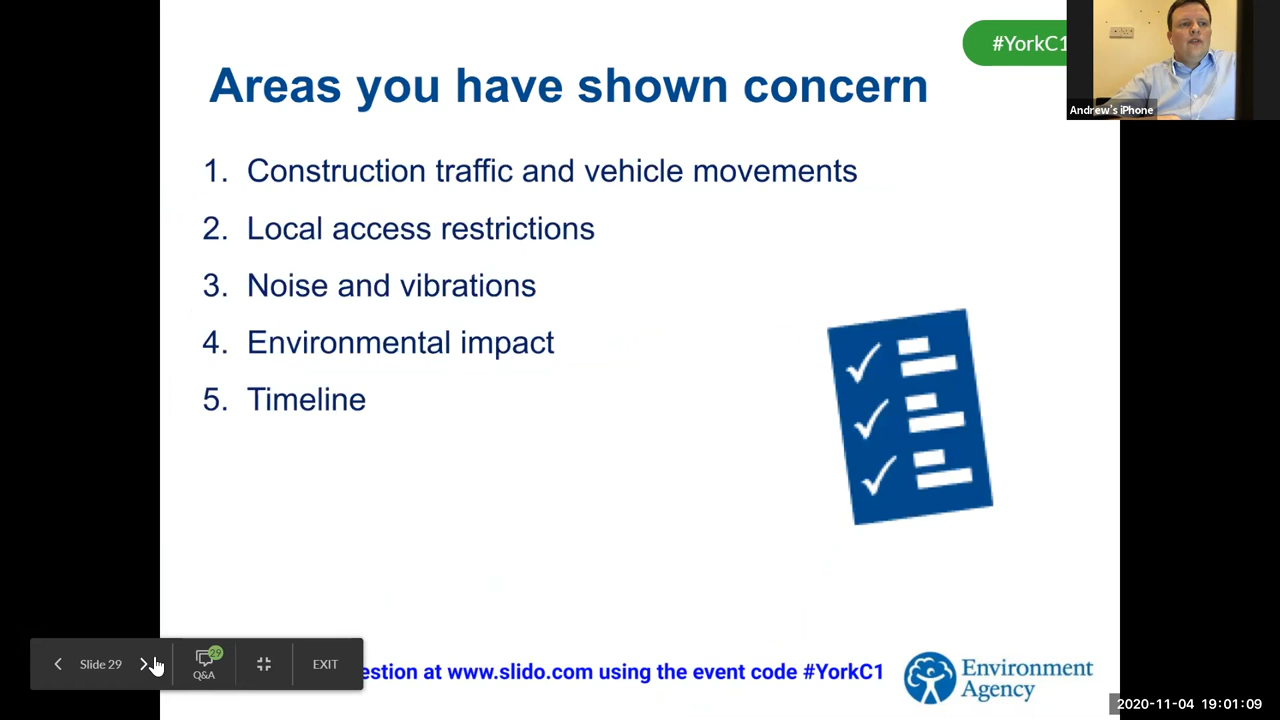 #YorkC1
Andrew's iPhone
Areas you have shown concern
1. Construction traffic and vehicle movements
2. Local access restrictions
3. Noise and vibrations
4. Environmental impact
5. Timeline
Slide 29
29
Q&A
EXIT
estion at www.slido.com using the event code #YorkC1
Environment
Agency
2020-11-04 19:01:09